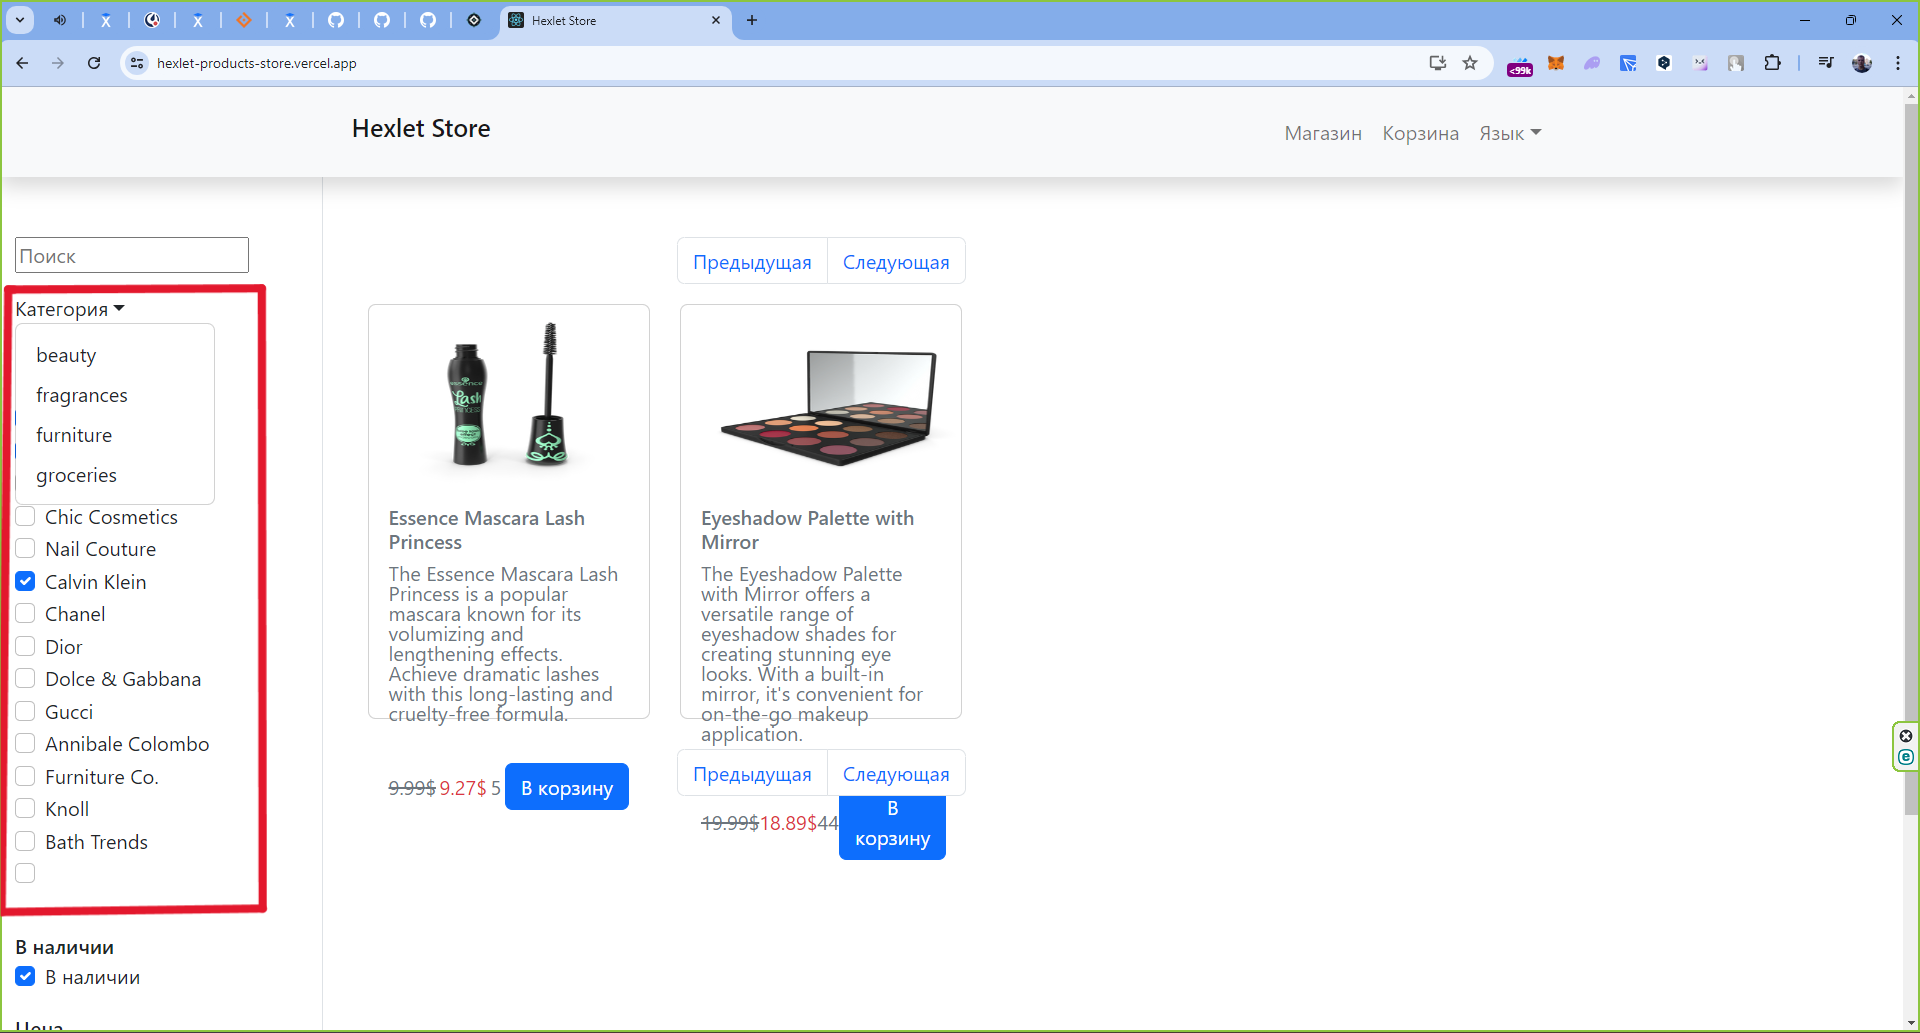 Hexlet Store
hexlet-products-store.vercel.app
<99k
Hexlet Store
Магазин
Корзина
Язык
Поиск
Категория
beauty
fragrances
furniture
groceries
Chic Cosmetics
Nail Couture
Calvin Klein
Chanel
Dior
Dolce & Gabbana
Gucci
Annibale Colombo
Furniture Co.
Knoll
Bath Trends
В наличии
В наличии
Цена
Предыдущая
Следующая
essence
Lash
PRINCESS
Essence Mascara Lash
Princess
The Essence Mascara Lash
Princess is a popular
mascara known for its
volumizing and
lengthening effects.
Achieve dramatic lashes
with this long-lasting and
cruelty-free formula.
9.99$ 9.27$ 5
В корзину
Eyeshadow Palette with
Mirror
The Eyeshadow Palette
with Mirror offers a
versatile range of
eyeshadow shades for
creating stunning eye
looks. With a built-in
mirror, it's convenient for
on-the-go makeup
application.
Предыдущая
Следующая
19.99$18.89$44
В
корзину